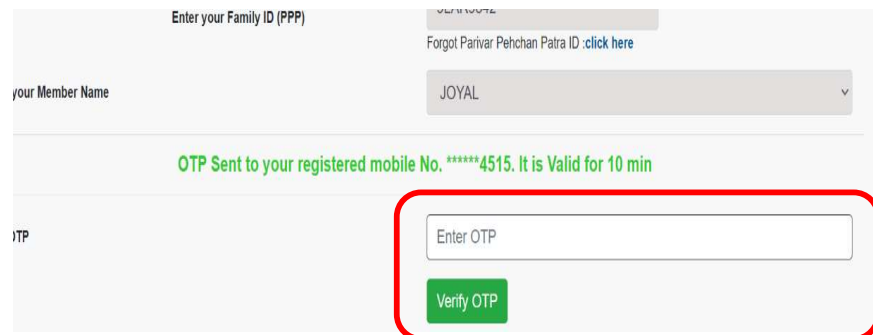 Enter your Family ID (PPP)
Forgot Parivar Pehchan Patra ID :click here
your Member Name
JOYAL
OTP Sent to your registered mobile No. ******4515. It is Valid for 10 min
OTP
Enter OTP
Verify OTP